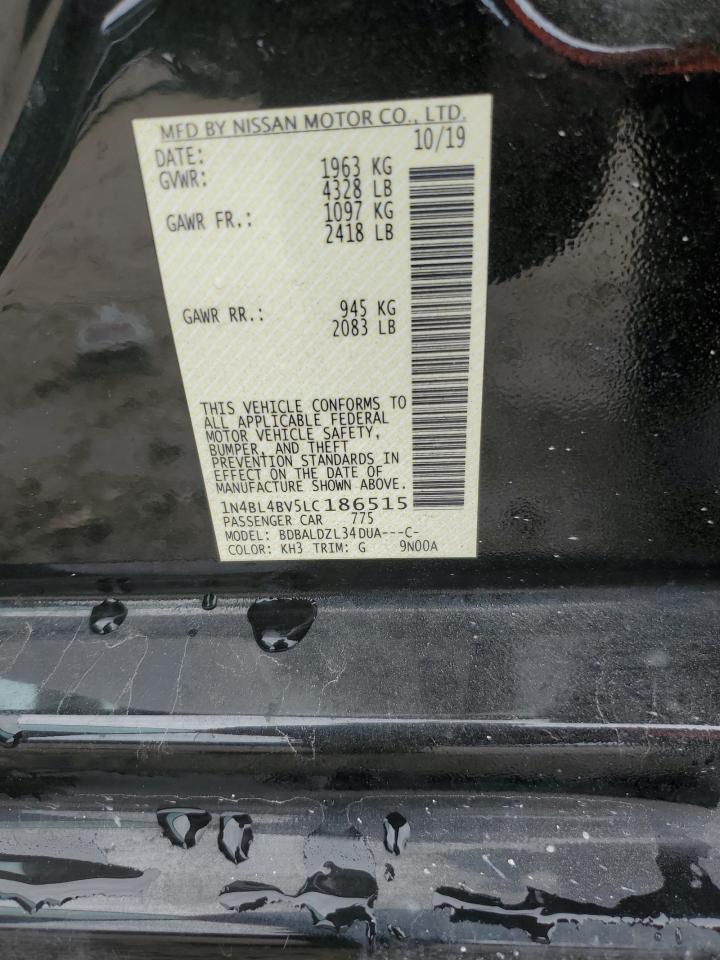 MFD BY NISSAN MOTOR CO., LTD.
DATE: 10/19
GVWR: 1963 KG
4328 LB
GAWR FR.: 1097 KG
2418 LB
GAWR RR.: 945 KG
2083 LB
THIS VEHICLE CONFORMS TO
ALL APPLICABLE FEDERAL
MOTOR VEHICLE SAFETY,
BUMPER, AND THEFT
PREVENTION STANDARDS IN
EFFECT ON THE DATE OF
MANUFACTURE SHOWN ABOVE.
1N4BL4BV5LC186515
PASSENGER CAR 775
MODEL: BDBALDZL34DUA---C-
COLOR: KH3 TRIM: G 9N00A